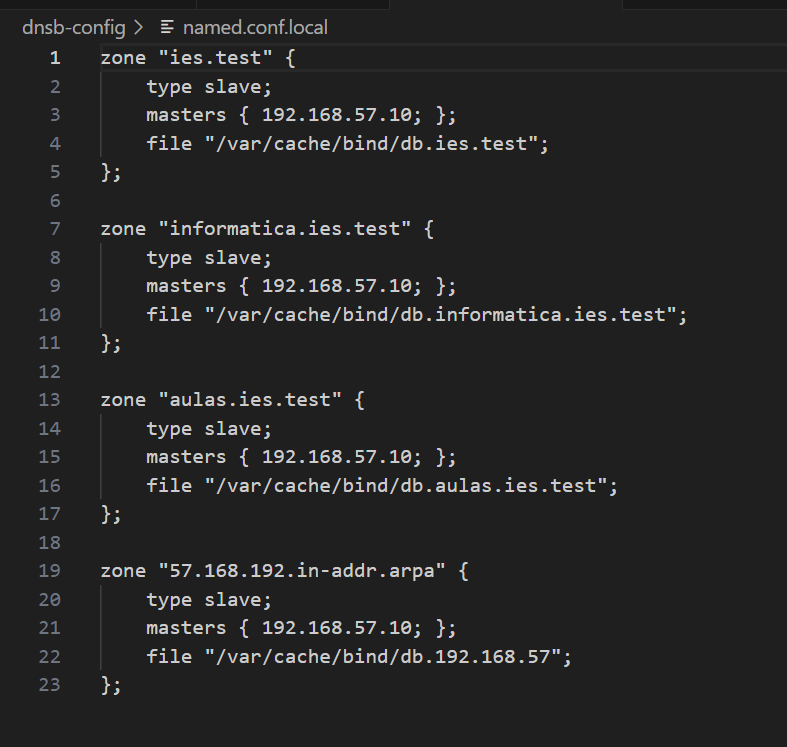 dnsb-config > named.conf.local
1 zone "ies.test" {
2     type slave;
3     masters { 192.168.57.10; };
4     file "/var/cache/bind/db.ies.test";
5 };
6
7 zone "informatica.ies.test" {
8     type slave;
9     masters { 192.168.57.10; };
10     file "/var/cache/bind/db.informatica.ies.test";
11 };
12
13 zone "aulas.ies.test" {
14     type slave;
15     masters { 192.168.57.10; };
16     file "/var/cache/bind/db.aulas.ies.test";
17 };
18
19 zone "57.168.192.in-addr.arpa" {
20     type slave;
21     masters { 192.168.57.10; };
22     file "/var/cache/bind/db.192.168.57";
23 };